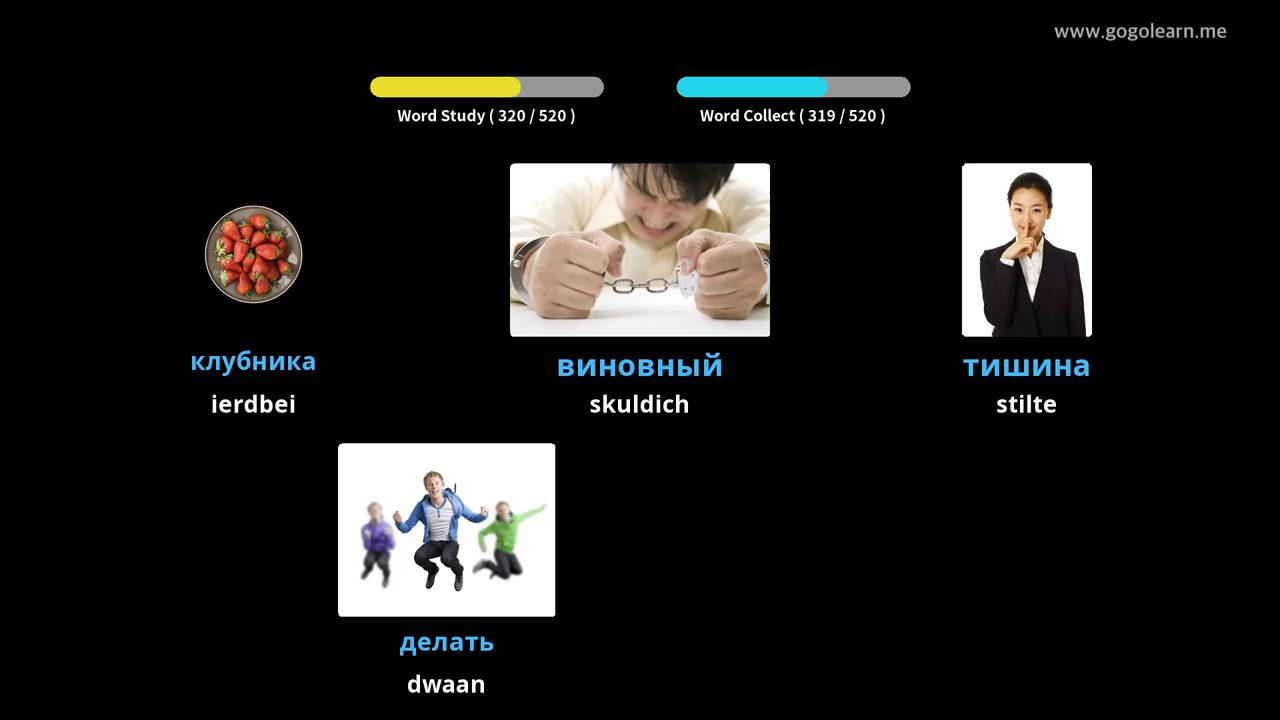 www.gogolearn.me
Word Study ( 320 / 520 )
Word Collect ( 319 / 520 )
клубника
ierdbei
виновный
skuldich
тишина
stilte
делать
dwaan